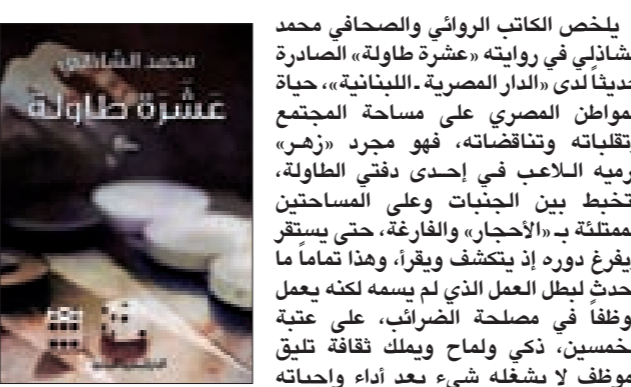 يلخص الكاتب الروائي والصحافي محمد
شاذلي في روايته «عشرة طاولة» الصادرة
حديثاً لدى «الدار المصرية ـ اللبنانية»، حياة
مواطن المصري على مساحة المجتمع
تقلباته وتناقضاته، فهو مجرد «زهر»
رميه اللاعب في إحدى دفتي الطاولة،
تخبط بين الجنبات وعلى المساحتين
ممتلئة بـ«الأحجار» والفارغة، حتى يستقر
يفرغ دوره إذ يتكشف ويقرأ، وهذا تماماً ما
حدث لبطل العمل الذي لم يسمه لكنه يعمل
وظفاً في مصلحة الضرائب، على عتبة
خمسين، ذكي ولماح ويملك ثقافة تليق
موظف لا يشغله شيء بعد أداء واجباته
محمد الشاذلي
عشرة طاولة